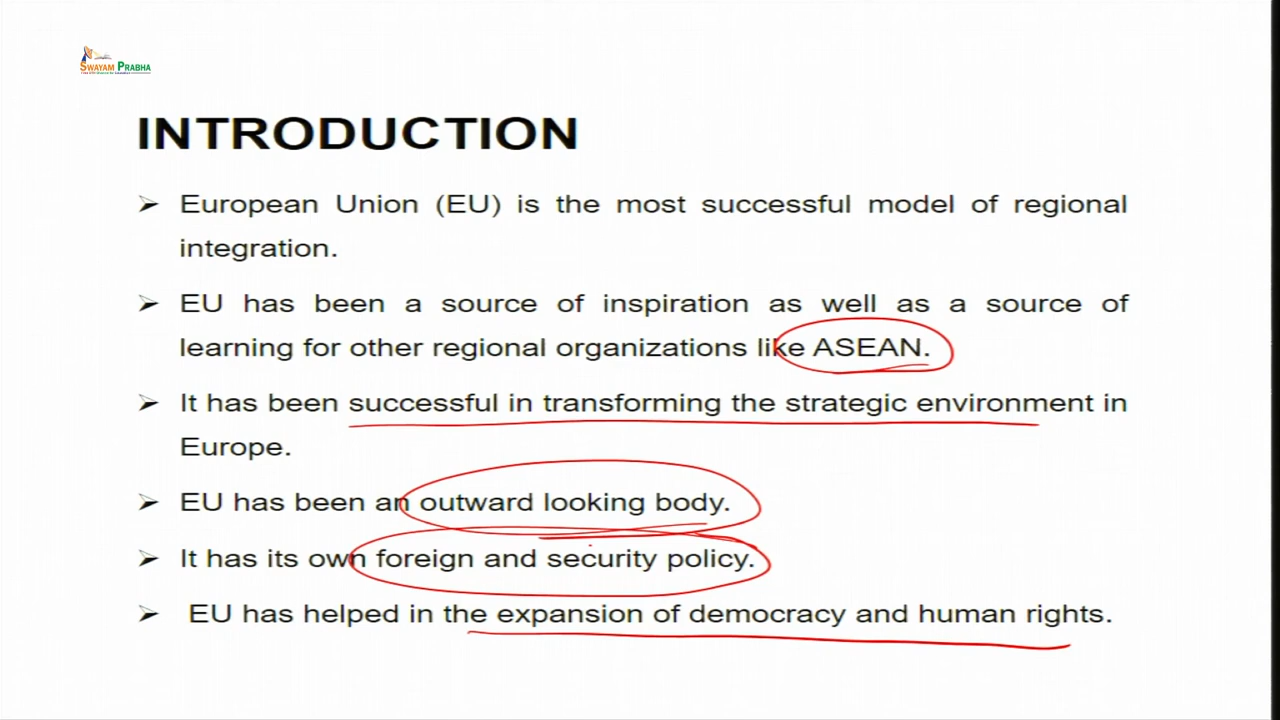 SWAYAM PRABHA
INTRODUCTION
➢ European Union (EU) is the most successful model of regional
integration.
➢ EU has been a source of inspiration as well as a source of
learning for other regional organizations like ASEAN.
➢ It has been successful in transforming the strategic environment in
Europe.
➢ EU has been an outward looking body.
➢ It has its own foreign and security policy.
➢ EU has helped in the expansion of democracy and human rights.